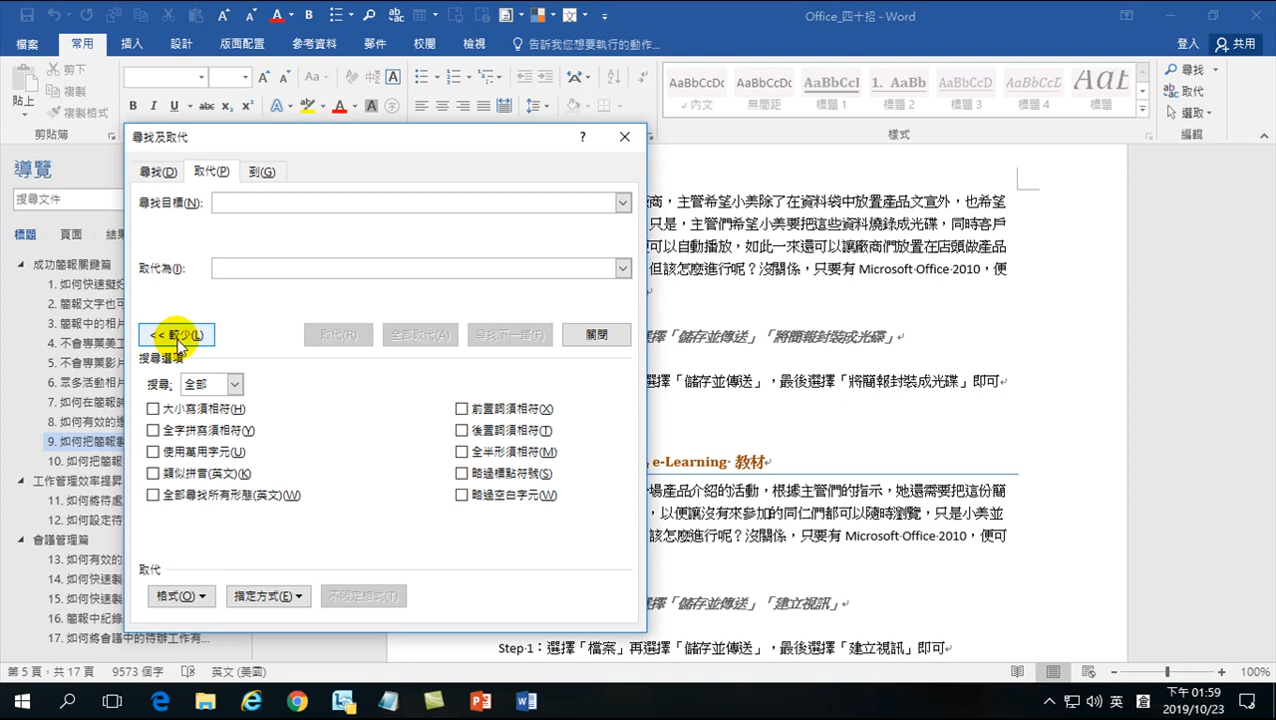 Office_四十招 - Word
檔案 常用 插入 設計 版面配置 參考資料 郵件 校閱 檢視 告訴我您想要執行的動作... 登入 共用
貼上 剪下 複製 複製格式
AaBbCcDc AaBbCcDc AaBbCcI 1. AaBb AaBbCcD AaBbCcD AaI
內文 無間距 標題 1 標題 2 標題 3 標題 4 標題
尋找 取代 選取
剪貼簿 樣式 編輯
尋找及取代
尋找(D) 取代(P) 到(G)
尋找目標(N):
取代為(I):
<< 較少(L) 取代(R) 全部取代(A) 尋找下一筆(F) 關閉
搜尋選項
搜尋: 全部
大小寫須相符(H) 前置詞須相符(X)
全字拼寫須相符(Y) 後置詞須相符(T)
使用萬用字元(U) 全半形須相符(M)
類似拼音(英文)(K) 略過標點符號(S)
全部尋找所有形態(英文)(W) 略過空白字元(W)
取代
格式(O) 指定方式(E) 不限定格式(T)
導覽
搜尋文件
標題 頁面 結果
成功簡報關鍵篇
1. 如何快速擬好
2. 簡報文字也可
3. 簡報中的相片
4. 不會專業美工
5. 不會專業影片
6. 眾多活動相片
7. 如何在簡報時
8. 如何有效的進
9. 如何把簡報製
10. 如何把簡報
工作管理效率提昇
11. 如何將待處
12. 如何設定待
會議管理篇
13. 如何有效的
14. 如何快速製
15. 如何快速製
16. 簡報中紀錄
17. 如何將會議中的待辦工作有...
商，主管希望小美除了在資料袋中放置產品文宣外，也希望
只是，主管們希望小美要把這些資料燒錄成光碟，同時客戶
便可以自動播放，如此一來還可以讓廠商們放置在店頭做產品
但該怎麼進行呢？沒關係，只要有 Microsoft·Office·2010，便
選擇「儲存並傳送」「將簡報封裝成光碟」
選擇「儲存並傳送」，最後選擇「將簡報封裝成光碟」即可
e-Learning· 教材
場產品介紹的活動，根據主管們的指示，她還需要把這份簡
，以便讓沒有來參加的同仁們都可以隨時瀏覽，只是小美並
該怎麼進行呢？沒關係，只要有 Microsoft·Office·2010，便可
選擇「儲存並傳送」「建立視訊」
Step·1：選擇「檔案」再選擇「儲存並傳送」，最後選擇「建立視訊」即可
第 5 頁，共 17 頁 9573 個字 英文 (美國) 100%
英 下午 01:59
2019/10/23